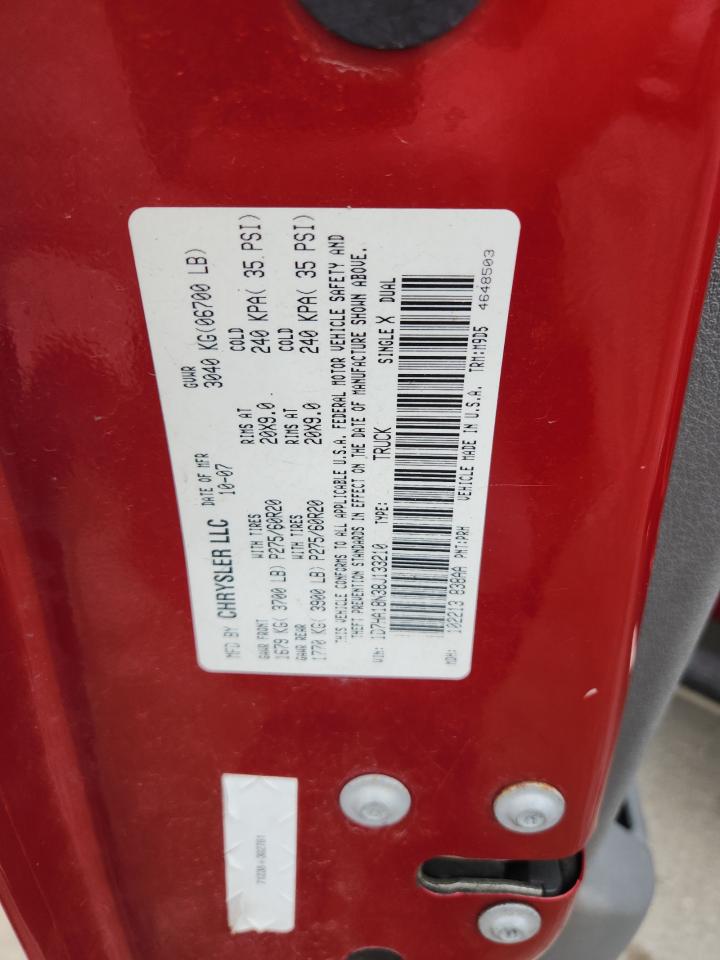 MFD BY CHRYSLER LLC DATE OF MFR 10-07 GVWR 3040 KG(06700 LB)
GAWR FRONT WITH TIRES RIMS AT COLD
1679 KG( 3700 LB) P275/60R20 20X9.0 240 KPA( 35 PSI)
GAWR REAR WITH TIRES RIMS AT COLD
1770 KG( 3900 LB) P275/60R20 20X9.0 240 KPA( 35 PSI)
THIS VEHICLE CONFORMS TO ALL APPLICABLE U.S.A. FEDERAL MOTOR VEHICLE SAFETY AND
THEFT PREVENTION STANDARDS IN EFFECT ON THE DATE OF MANUFACTURE SHOWN ABOVE.
VIN: 1D7HA18N38J133210 TYPE: TRUCK SINGLE X DUAL
MDH: 102213 838AA PNT:PRH VEHICLE MADE IN U.S.A. TRM:M9D5
4648503